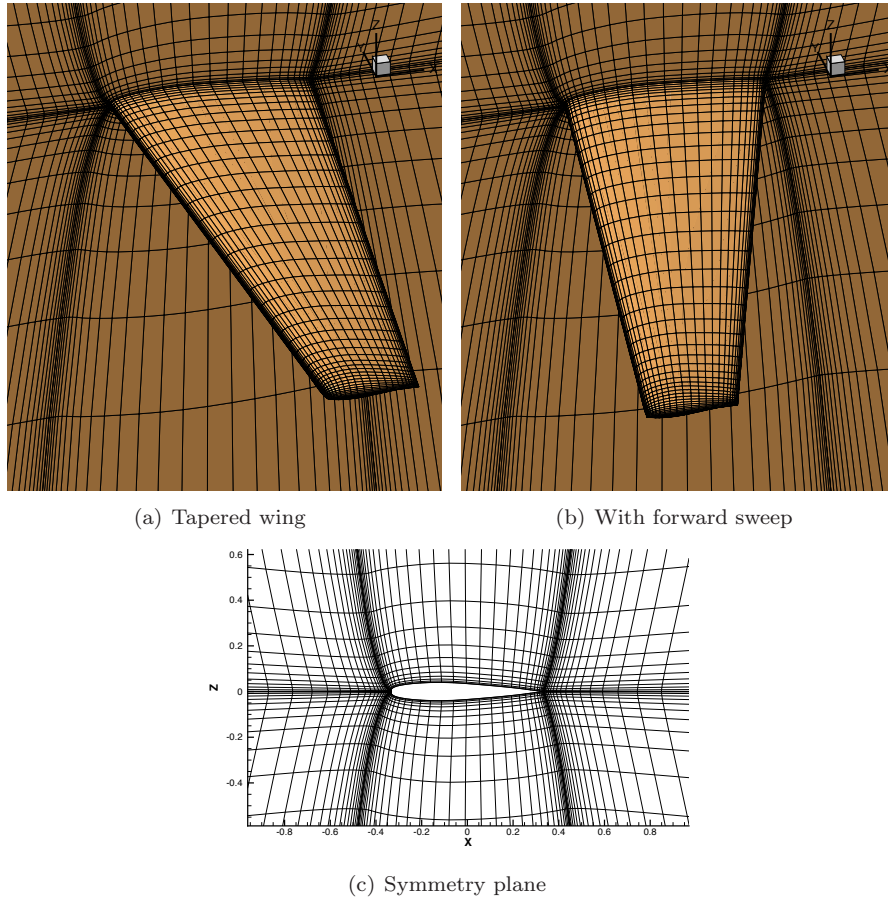 Z
Y
Z
Y
(a) Tapered wing
(b) With forward sweep
0.6
0.4
0.2
0
-0.2
-0.4
Z
-0.8 -0.6 -0.4 -0.2 0 0.2 0.4 0.6 0.8
X
(c) Symmetry plane